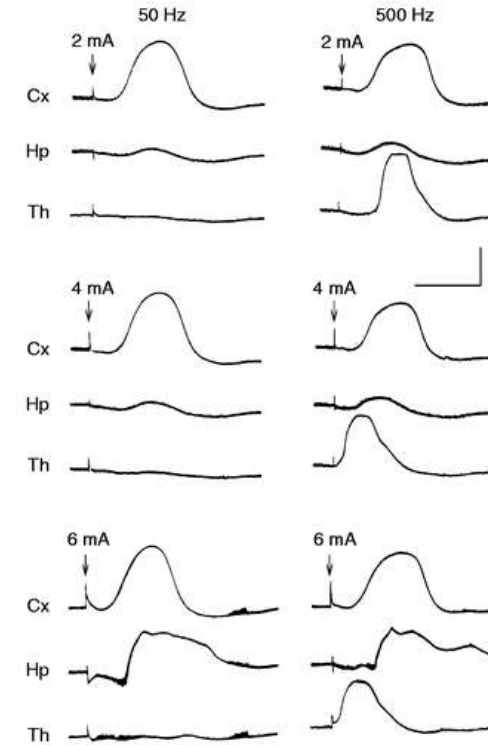 50 Hz 500 Hz
2 mA 2 mA
Cx
Hp
Th
4 mA 4 mA
Cx
Hp
Th
6 mA 6 mA
Cx
Hp
Th